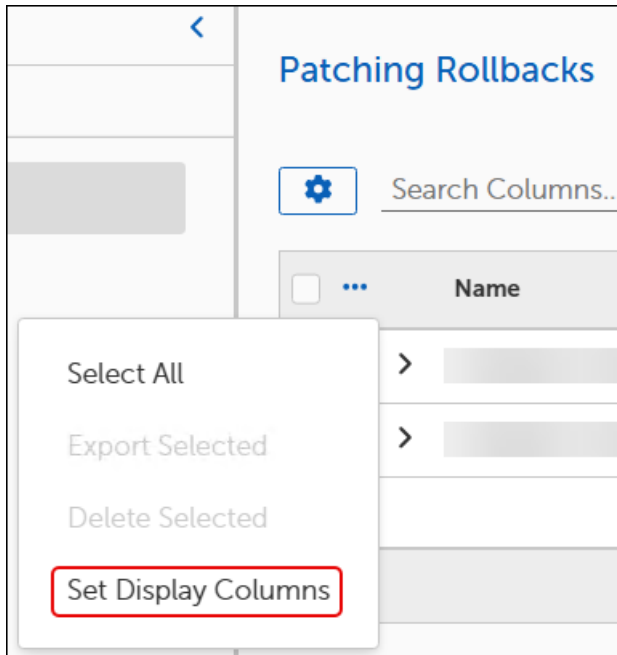 Patching Rollbacks
Search Columns...
Name
Select All
Export Selected
Delete Selected
Set Display Columns